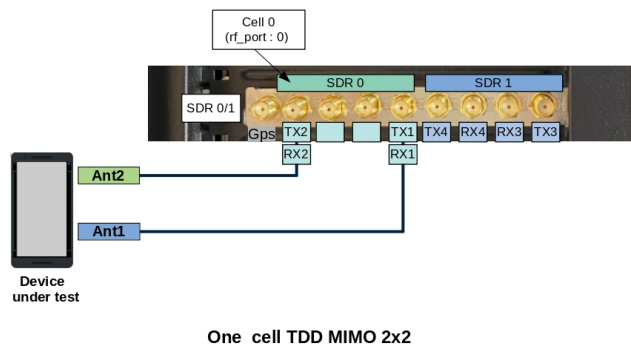 Cell 0
(rf_port : 0)
SDR 0
SDR 1
SDR 0/1
Gps
TX2
TX1
TX4
RX4
RX3
TX3
RX2
RX1
Ant2
Ant1
Device
under test
One cell TDD MIMO 2x2